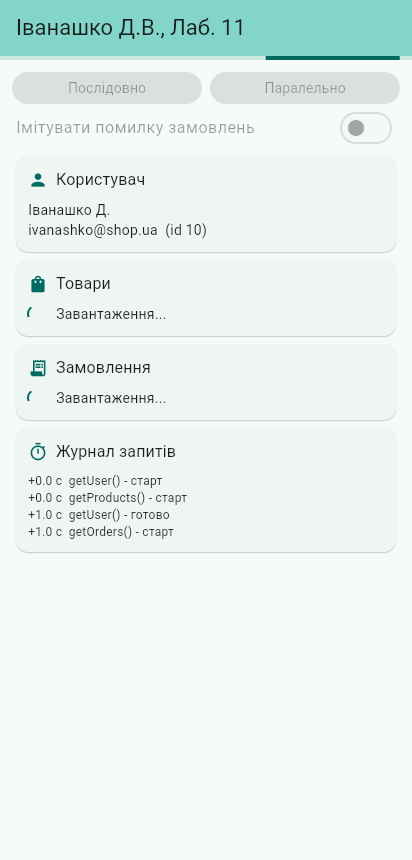 Іванашко Д.В., Лаб. 11
Послідовно
Паралельно
Імітувати помилку замовлень
Користувач
Іванашко Д.
ivanashko@shop.ua  (id 10)
Товари
Завантаження...
Замовлення
Завантаження...
Журнал запитів
+0.0 с  getUser() - старт
+0.0 с  getProducts() - старт
+1.0 с  getUser() - готово
+1.0 с  getOrders() - старт